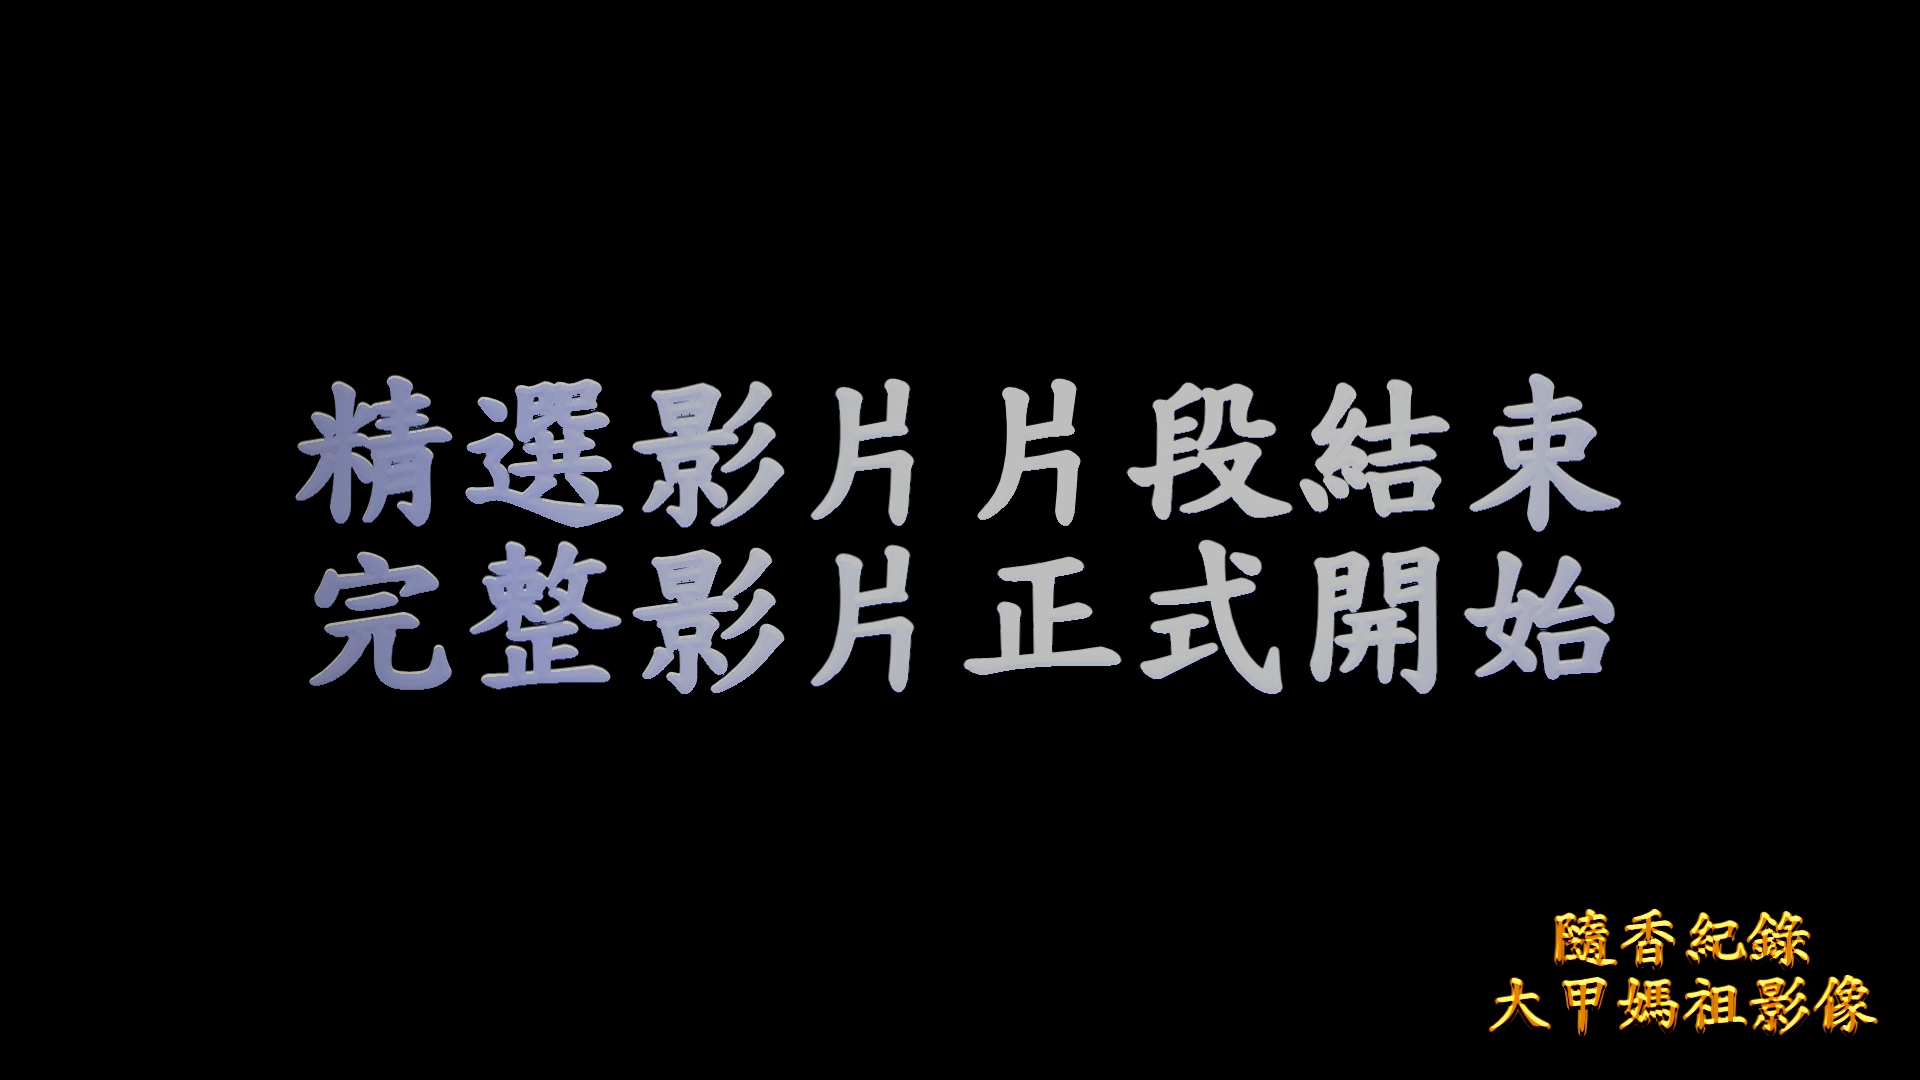 精選影片片段結束
完整影片正式開始
隨香紀錄
大甲媽祖影像